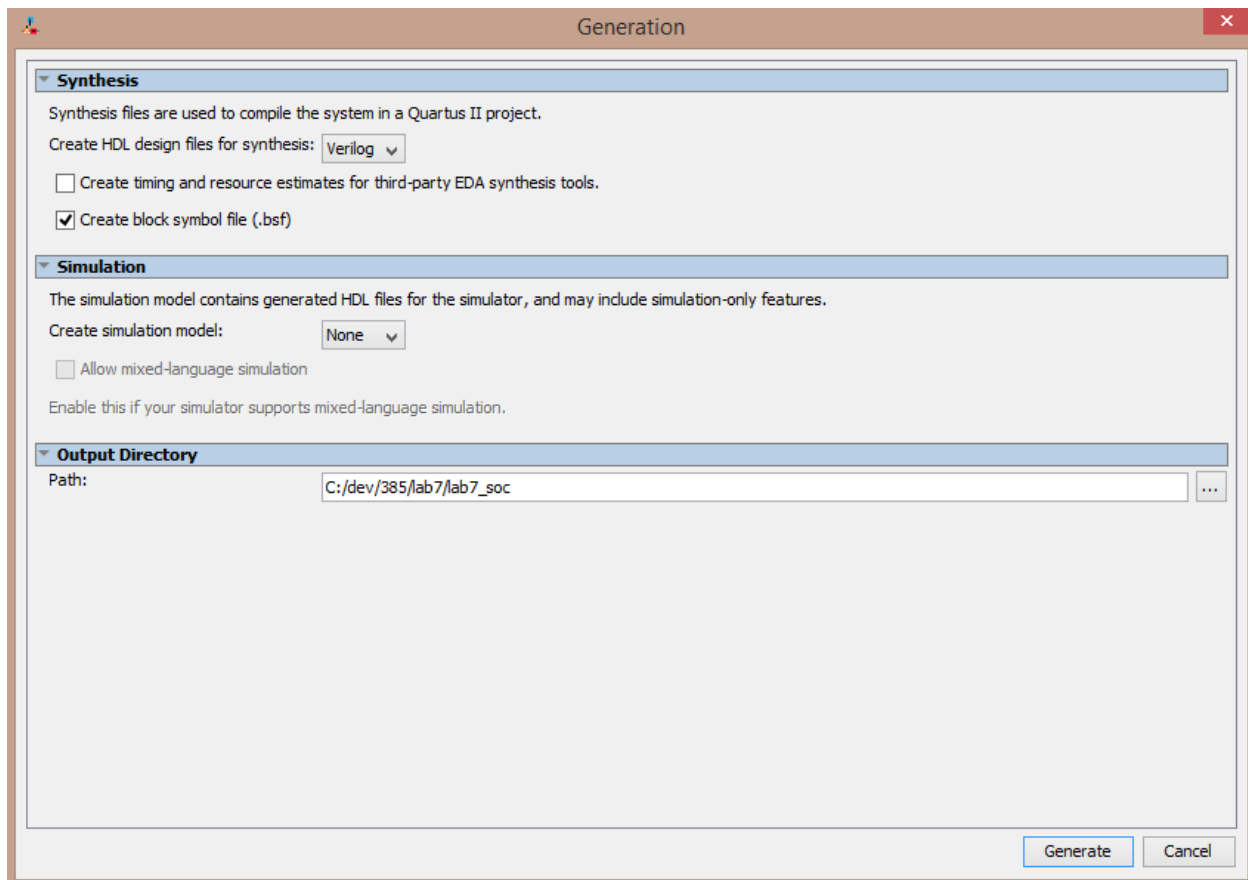 Generation
Synthesis
Synthesis files are used to compile the system in a Quartus II project.
Create HDL design files for synthesis: Verilog
Create timing and resource estimates for third-party EDA synthesis tools.
Create block symbol file (.bsf)
Simulation
The simulation model contains generated HDL files for the simulator, and may include simulation-only features.
Create simulation model: None
Allow mixed-language simulation
Enable this if your simulator supports mixed-language simulation.
Output Directory
Path: C:/dev/385/lab7/lab7_soc ...
Generate Cancel